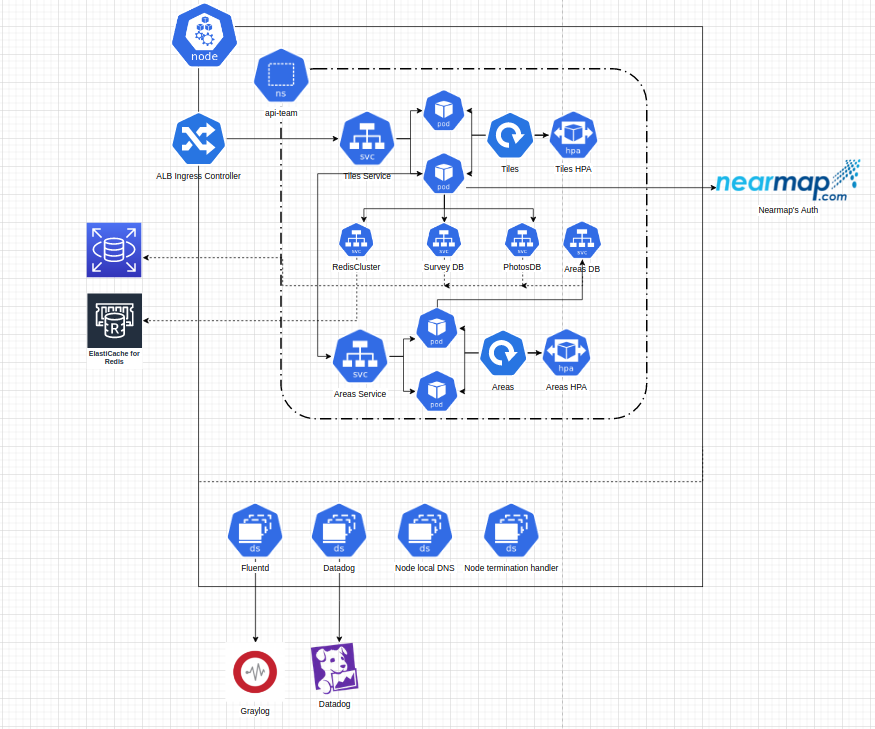 node
ns
api-team
pod
svc
hpa
ALB Ingress Controller
Tiles Service
Tiles
Tiles HPA
pod
nearmap
.com
Nearmap's Auth
svc
svc
svc
svc
RedisCluster
Survey DB
PhotosDB
Areas DB
R
ElastiCache for
Redis
pod
svc
hpa
Areas Service
Areas
Areas HPA
pod
ds
ds
ds
ds
Fluentd
Datadog
Node local DNS
Node termination handler
Graylog
Datadog